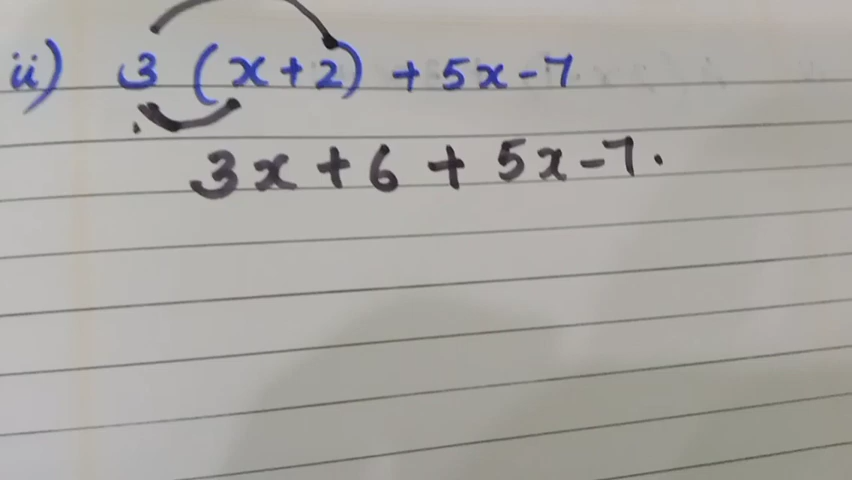 ii) 3 (x+2) + 5x-7
3x + 6 + 5x-7.